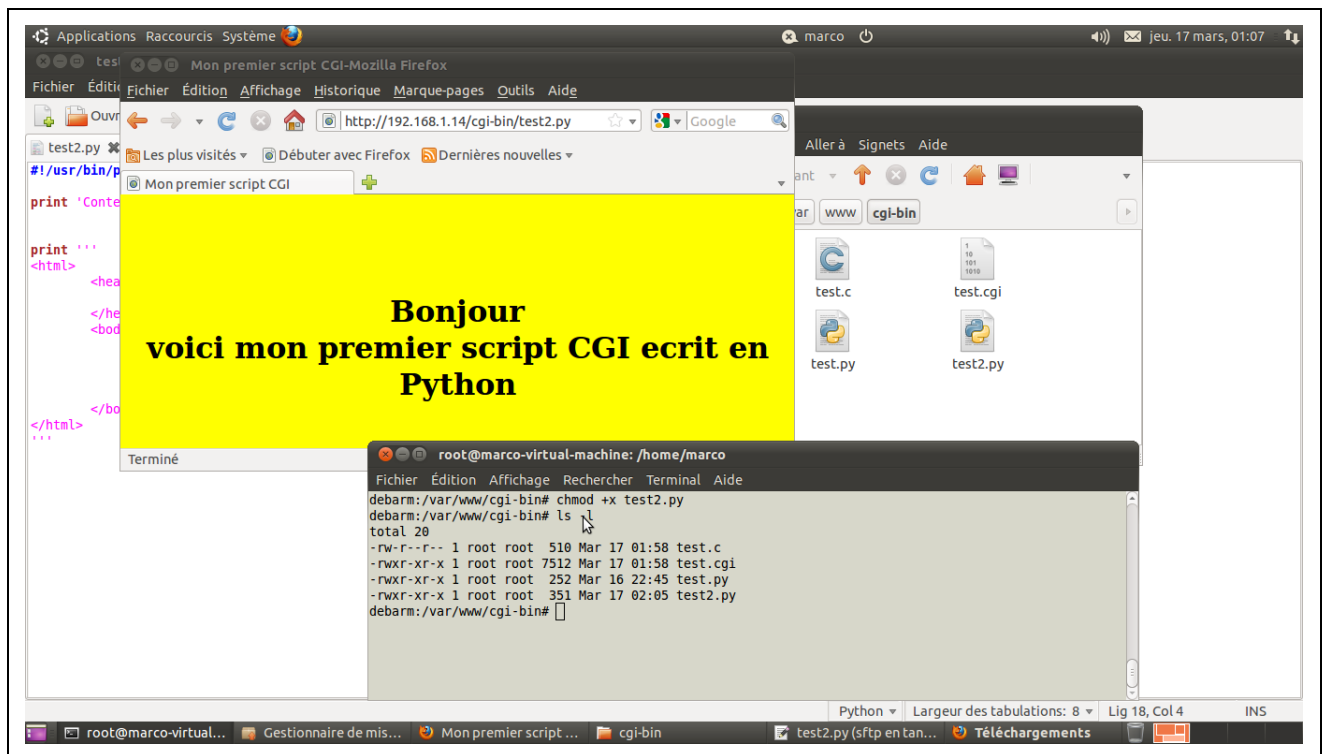 Applications Raccourcis Système marco jeu. 17 mars, 01:07
tes
Mon premier script CGI-Mozilla Firefox
Fichier Éditio
Fichier Édition Affichage Historique Marque-pages Outils Aide
Ouvr
http://192.168.1.14/cgi-bin/test2.py Google
Les plus visités Débuter avec Firefox Dernières nouvelles
Mon premier script CGI
test2.py
#!/usr/bin/p
print 'Conte
print '''
<html>
<hea
</he
<bod
</bo
</html>
'''
Bonjour
voici mon premier script CGI ecrit en
Python
Terminé
Aller à Signets Aide
ant
var www cgi-bin
test.c test.cgi
test.py test2.py
root@marco-virtual-machine: /home/marco
Fichier Édition Affichage Rechercher Terminal Aide
debarm:/var/www/cgi-bin# chmod +x test2.py
debarm:/var/www/cgi-bin# ls -l
total 20
-rw-r--r-- 1 root root 510 Mar 17 01:58 test.c
-rwxr-xr-x 1 root root 7512 Mar 17 01:58 test.cgi
-rwxr-xr-x 1 root root 252 Mar 16 22:45 test.py
-rwxr-xr-x 1 root root 351 Mar 17 02:05 test2.py
debarm:/var/www/cgi-bin#
Python Largeur des tabulations: 8 Lig 18, Col 4 INS
root@marco-virtual... Gestionnaire de mis... Mon premier script ... cgi-bin test2.py (sftp en tan... Téléchargements